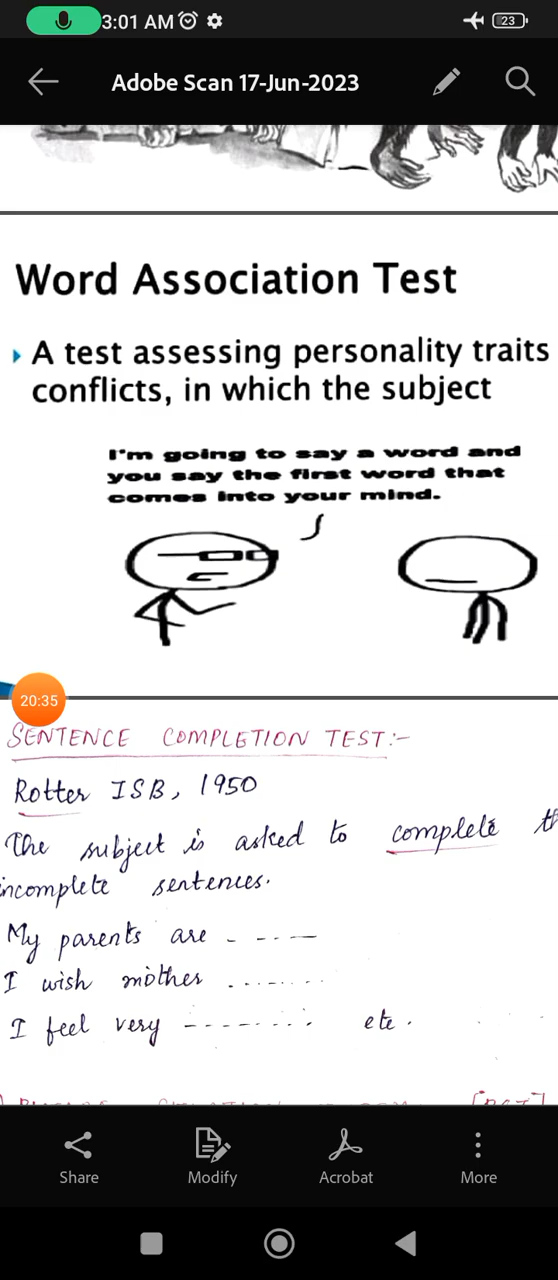 3:01 AM
23
Adobe Scan 17-Jun-2023
Word Association Test
A test assessing personality traits
conflicts, in which the subject
I'm going to say a word and
you say the first word that
comes into your mind.
20:35
SENTENCE COMPLETION TEST:-
Rotter ISB, 1950
The subject is asked to complete th
incomplete sentences.
My parents are - - - - —
I wish mother . . - . . - . .
I feel very - - - - - - - - . etc.
Share Modify Acrobat More